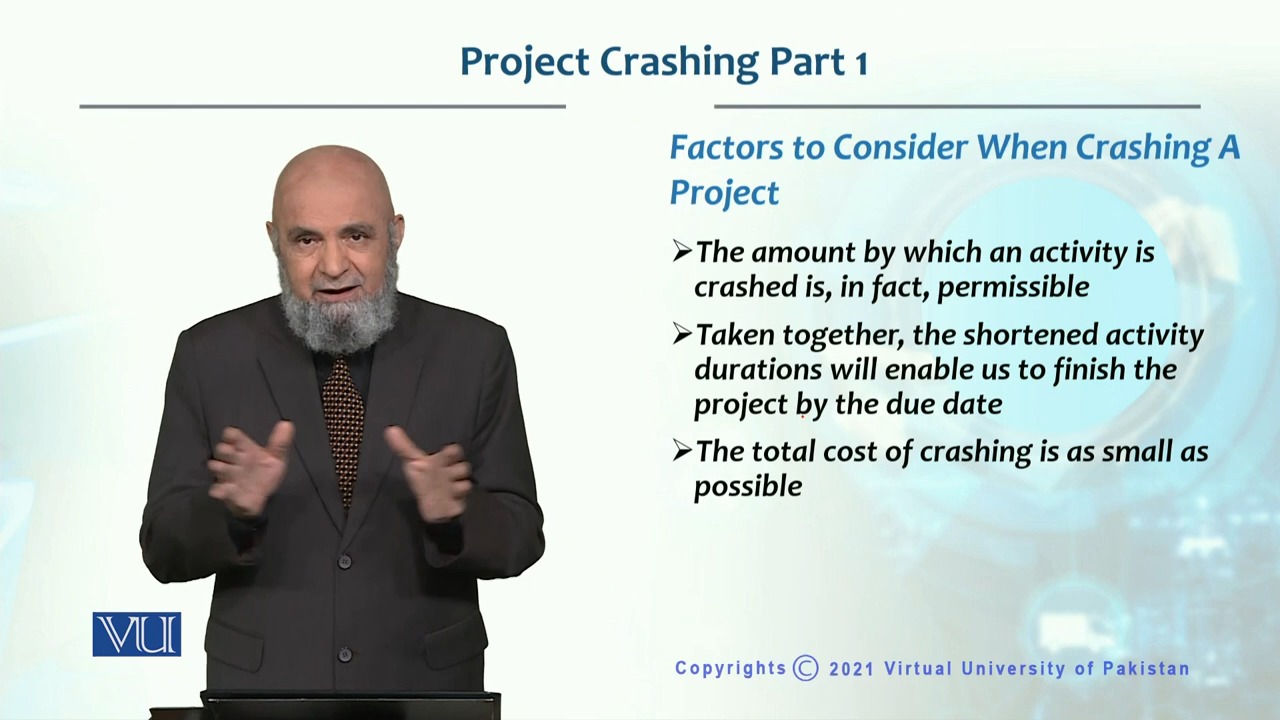 Project Crashing Part 1
Factors to Consider When Crashing A
Project
➢The amount by which an activity is
crashed is, in fact, permissible
➢Taken together, the shortened activity
durations will enable us to finish the
project by the due date
➢The total cost of crashing is as small as
possible
VU
Copyrights © 2021 Virtual University of Pakistan